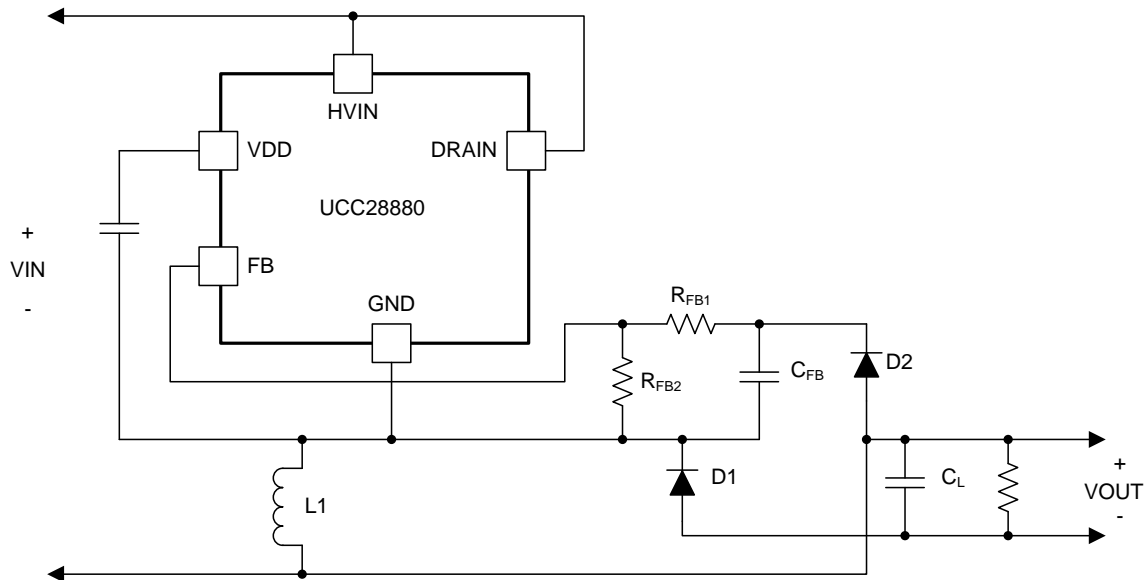 HVIN
VDD
DRAIN
UCC28880
+
VIN
-
FB
GND
RFB1
RFB2
CFB
D2
D1
CL
+
VOUT
-
L1